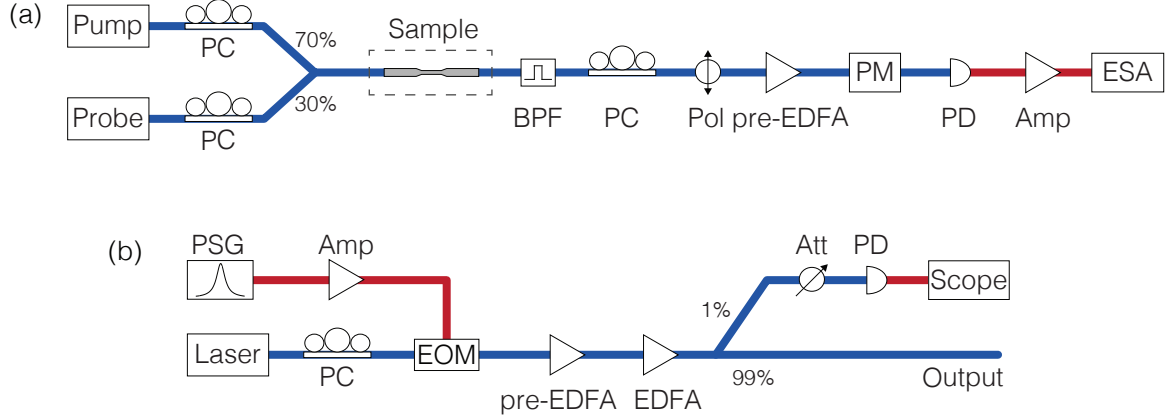 (a)
Pump
PC
70%
Sample
30%
Probe
PC
BPF
PC
Pol
pre-EDFA
PM
PD
Amp
ESA
(b)
PSG
Amp
Att
PD
Scope
1%
Laser
PC
EOM
pre-EDFA
EDFA
99%
Output